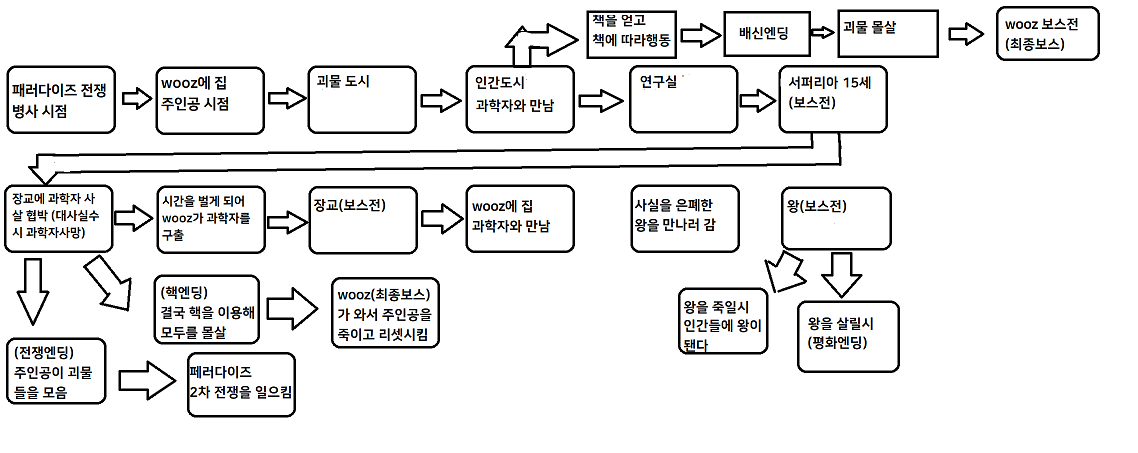 책을 얻고
책에 따라행동
배신엔딩
괴물 몰살
wooz 보스전
(최종보스)
패러다이즈 전쟁
병사 시점
wooz에 집
주인공 시점
괴물 도시
인간도시
과학자와 만남
연구실
서퍼리아 15세
(보스전)
장교에 과학자 사
살 협박 (대사실수
시 과학자사망)
시간을 벌게 되어
wooz가 과학자를
구출
장교(보스전)
wooz에 집
과학자와 만남
사실을 은폐한
왕을 만나러 감
왕(보스전)
(핵엔딩)
결국 핵을 이용해
모두를 몰살
wooz(최종보스)
가 와서 주인공을
죽이고 리셋시킴
왕을 죽일시
인간들에 왕이
됀다
왕을 살릴시
(평화엔딩)
(전쟁엔딩)
주인공이 괴물
들을 모음
페러다이즈
2차 전쟁을 일으킴